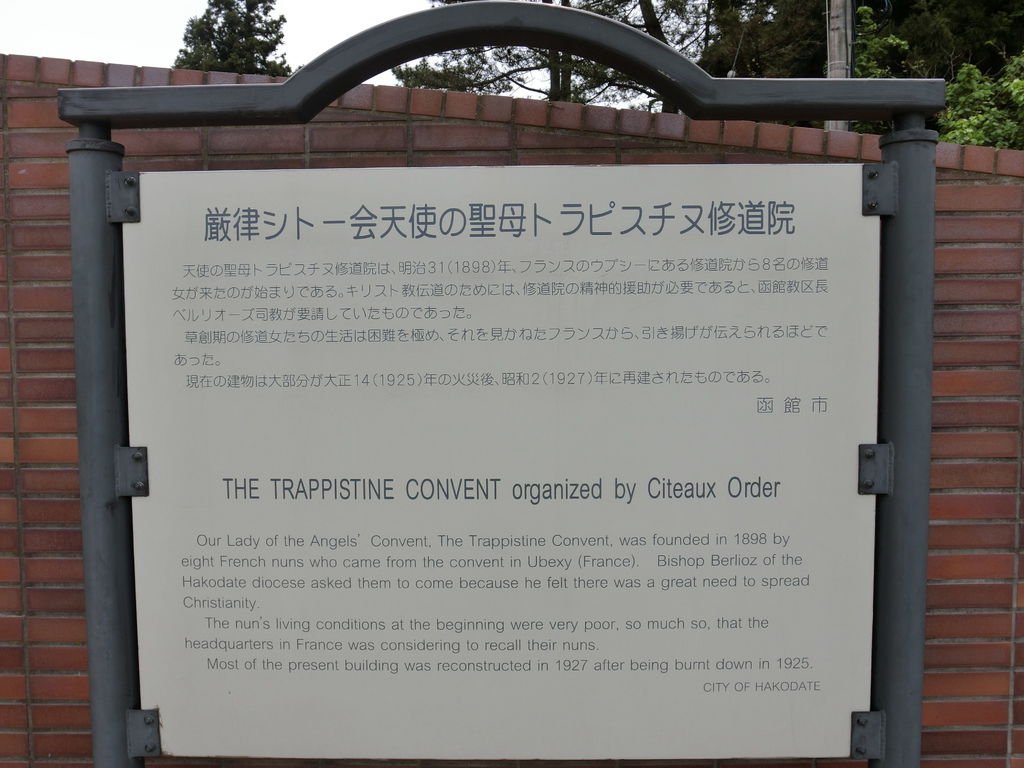 厳律シトー会天使の聖母トラピスチヌ修道院
天使の聖母トラピスチヌ修道院は、明治31(1898)年、フランスのウプシーにある修道院から8名の修道
女が来たのが始まりである。キリスト教伝道のためには、修道院の精神的援助が必要であると、函館教区長
ベルリオーズ司教が要請していたものであった。
草創期の修道女たちの生活は困難を極め、それを見かねたフランスから、引き揚げが伝えられるほどで
あった。
現在の建物は大部分が大正14(1925)年の火災後、昭和2(1927)年に再建されたものである。
函館市
THE TRAPPISTINE CONVENT organized by Citeaux Order
Our Lady of the Angels' Convent, The Trappistine Convent, was founded in 1898 by
eight French nuns who came from the convent in Ubexy (France). Bishop Berlioz of the
Hakodate diocese asked them to come because he felt there was a great need to spread
Christianity.
The nun's living conditions at the beginning were very poor, so much so, that the
headquarters in France was considering to recall their nuns.
Most of the present building was reconstructed in 1927 after being burnt down in 1925.
CITY OF HAKODATE